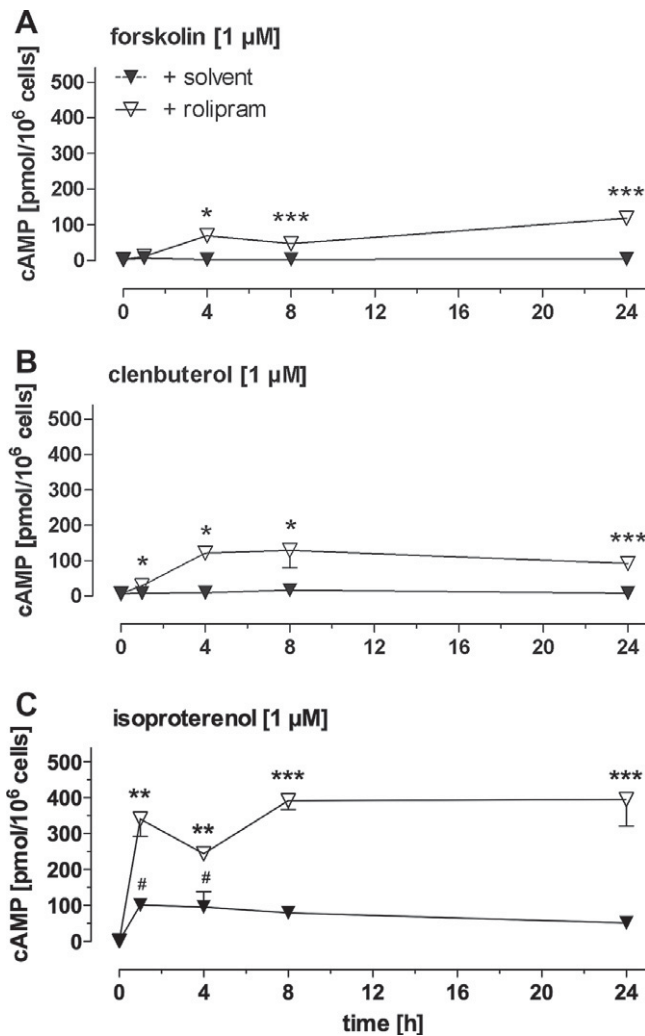 A
forskolin [1 µM]
+ solvent
+ rolipram
cAMP [pmol/10⁶ cells]
500
400
300
200
100
0
*
***
***
0 4 8 12 16 20 24
B
clenbuterol [1 µM]
cAMP [pmol/10⁶ cells]
500
400
300
200
100
0
*
*
*
***
0 4 8 12 16 20 24
C
isoproterenol [1 µM]
cAMP [pmol/10⁶ cells]
500
400
300
200
100
0
**
**
***
***
#
#
0 4 8 12 16 20 24
time [h]